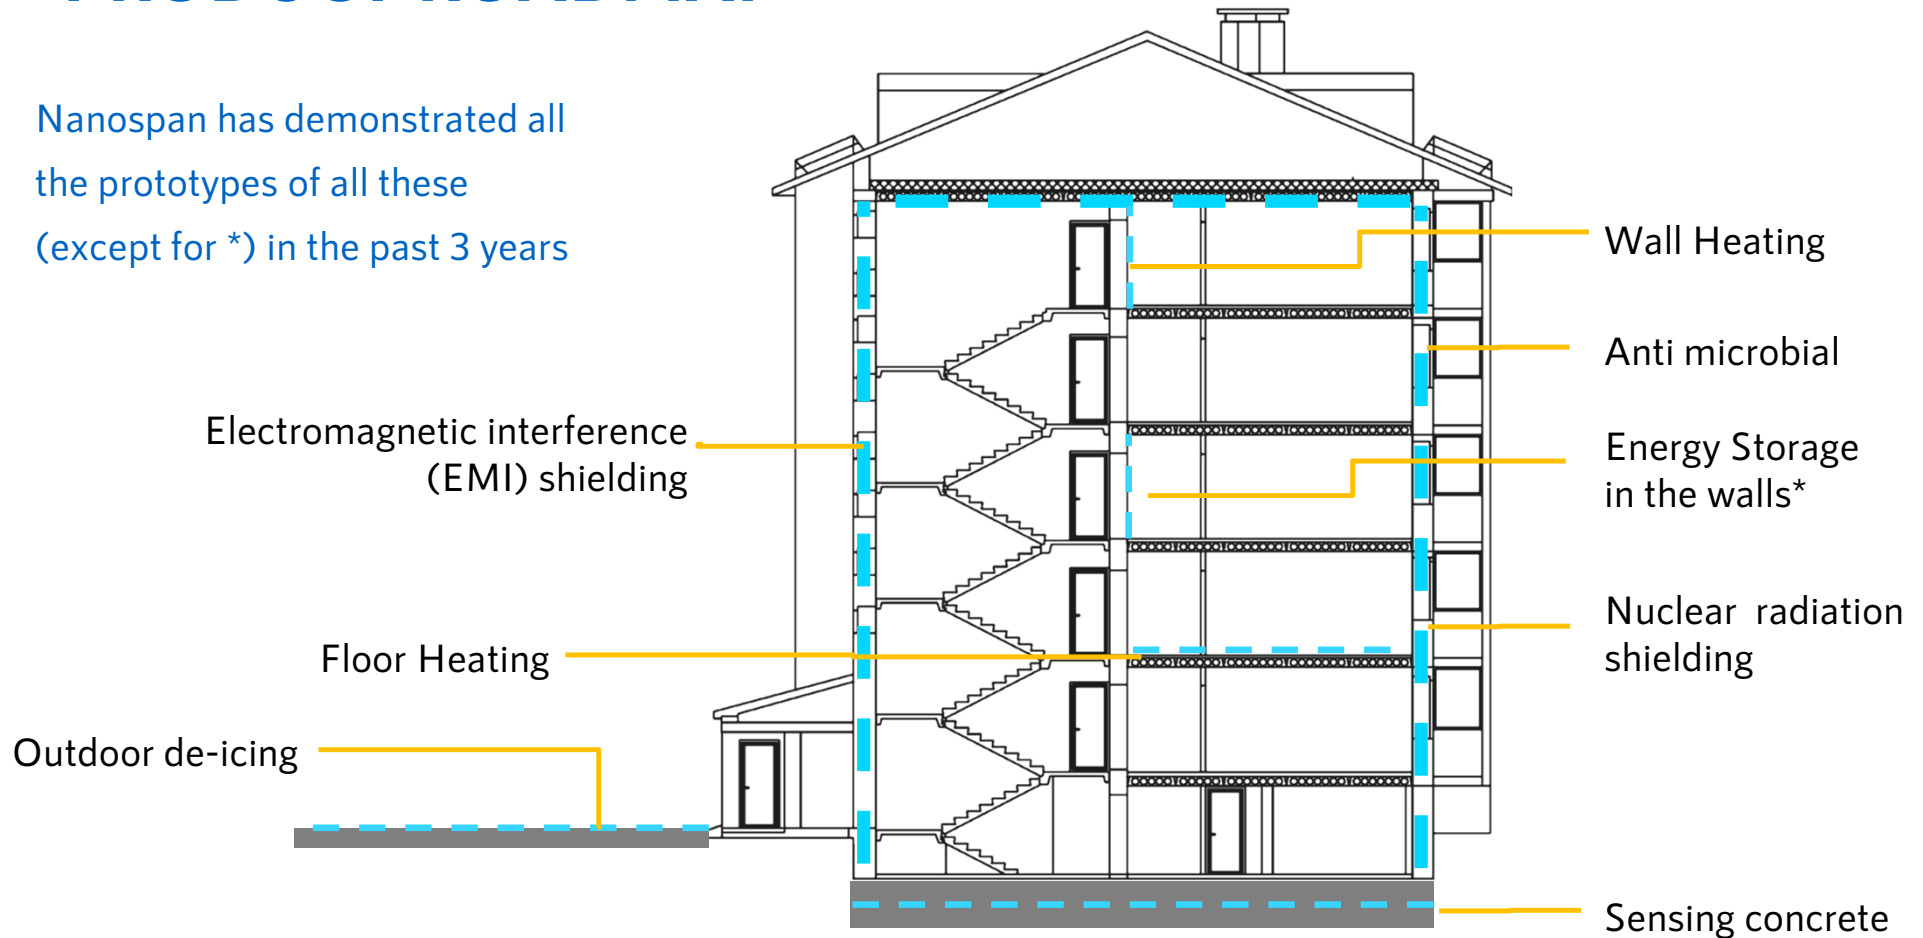 Nanospan has demonstrated all
the prototypes of all these
(except for *) in the past 3 years
Wall Heating
Anti microbial
Electromagnetic interference
(EMI) shielding
Energy Storage
in the walls*
Nuclear radiation
shielding
Floor Heating
Outdoor de-icing
Sensing concrete